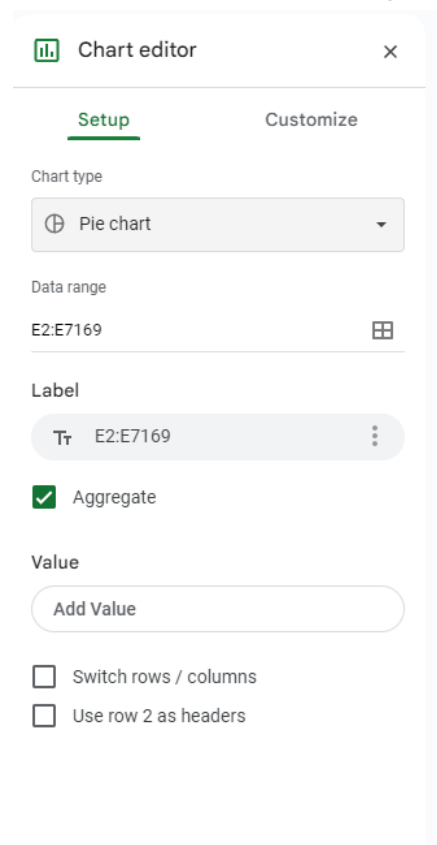 Chart editor
Setup Customize
Chart type
Pie chart
Data range
E2:E7169
Label
Tт E2:E7169
Aggregate
Value
Add Value
Switch rows / columns
Use row 2 as headers